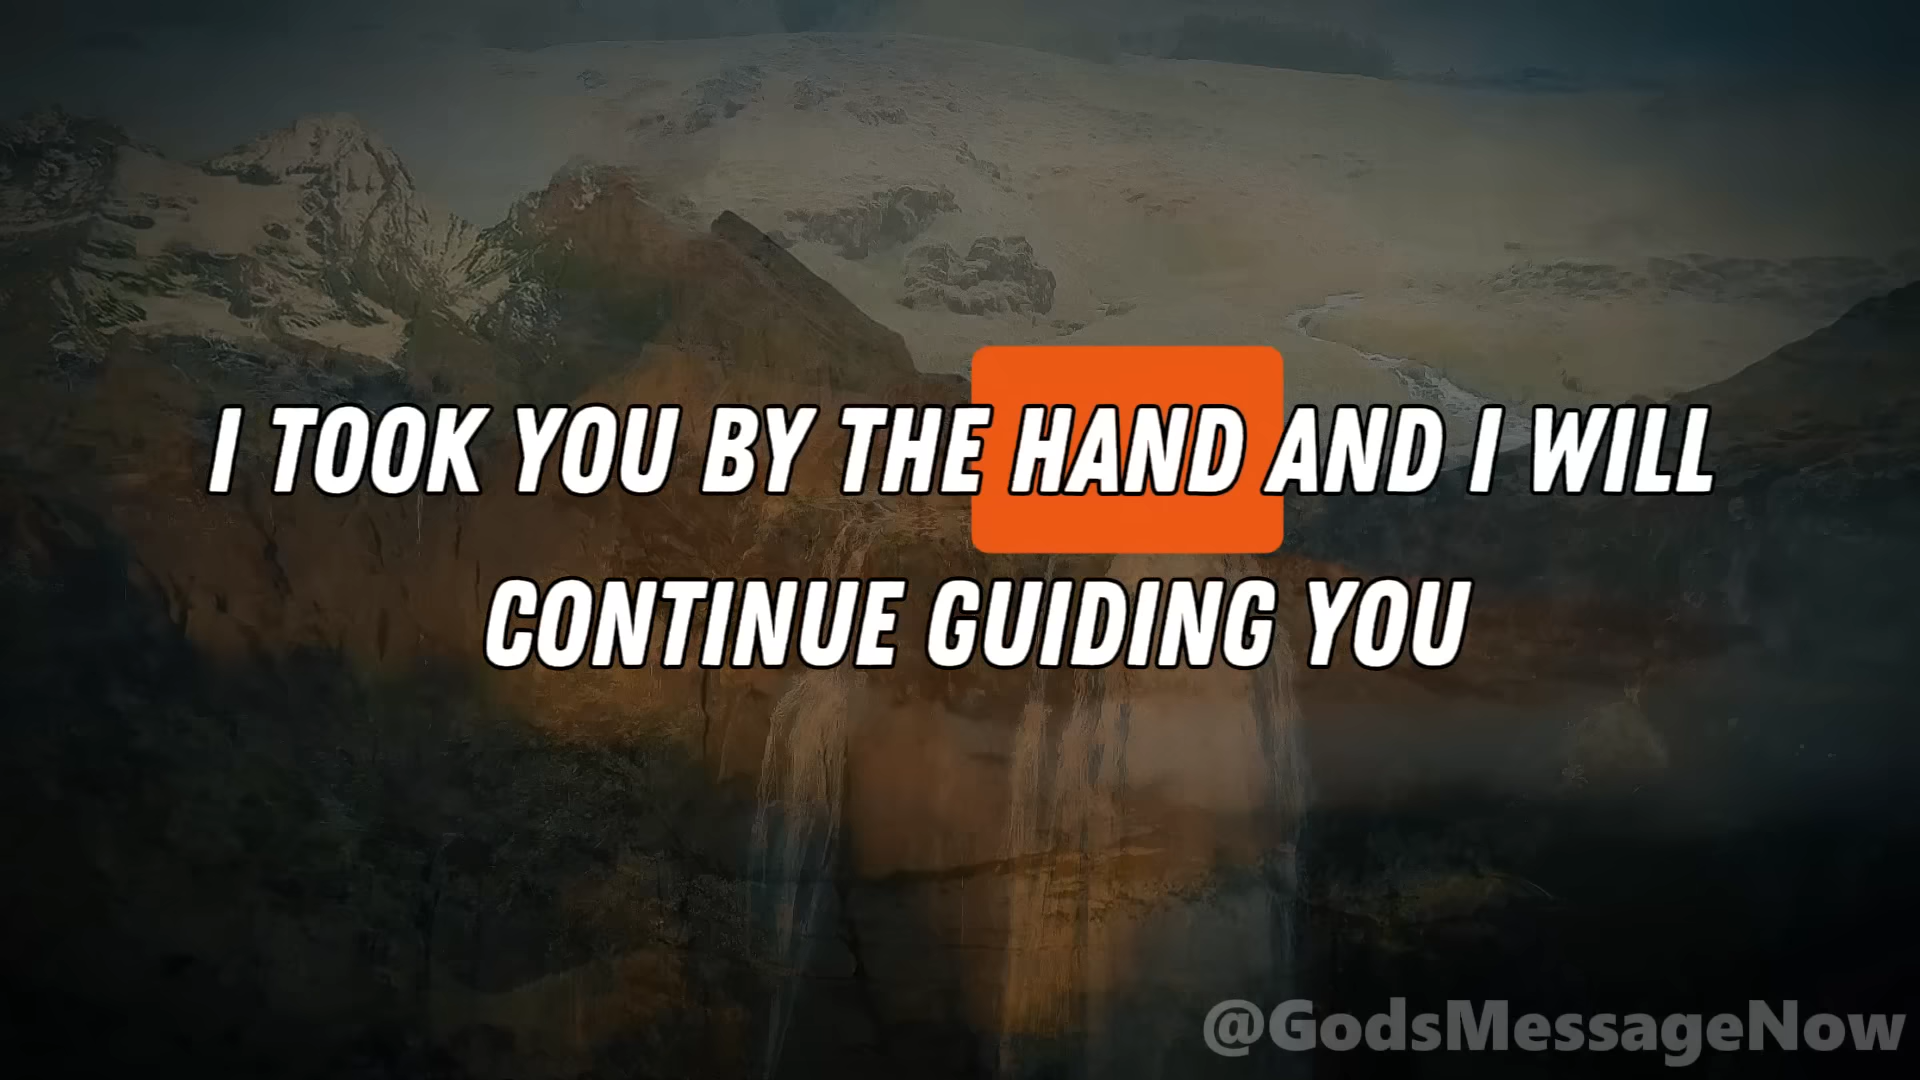 I TOOK YOU BY THE HAND AND I WILL
CONTINUE GUIDING YOU
@GodsMessageNow